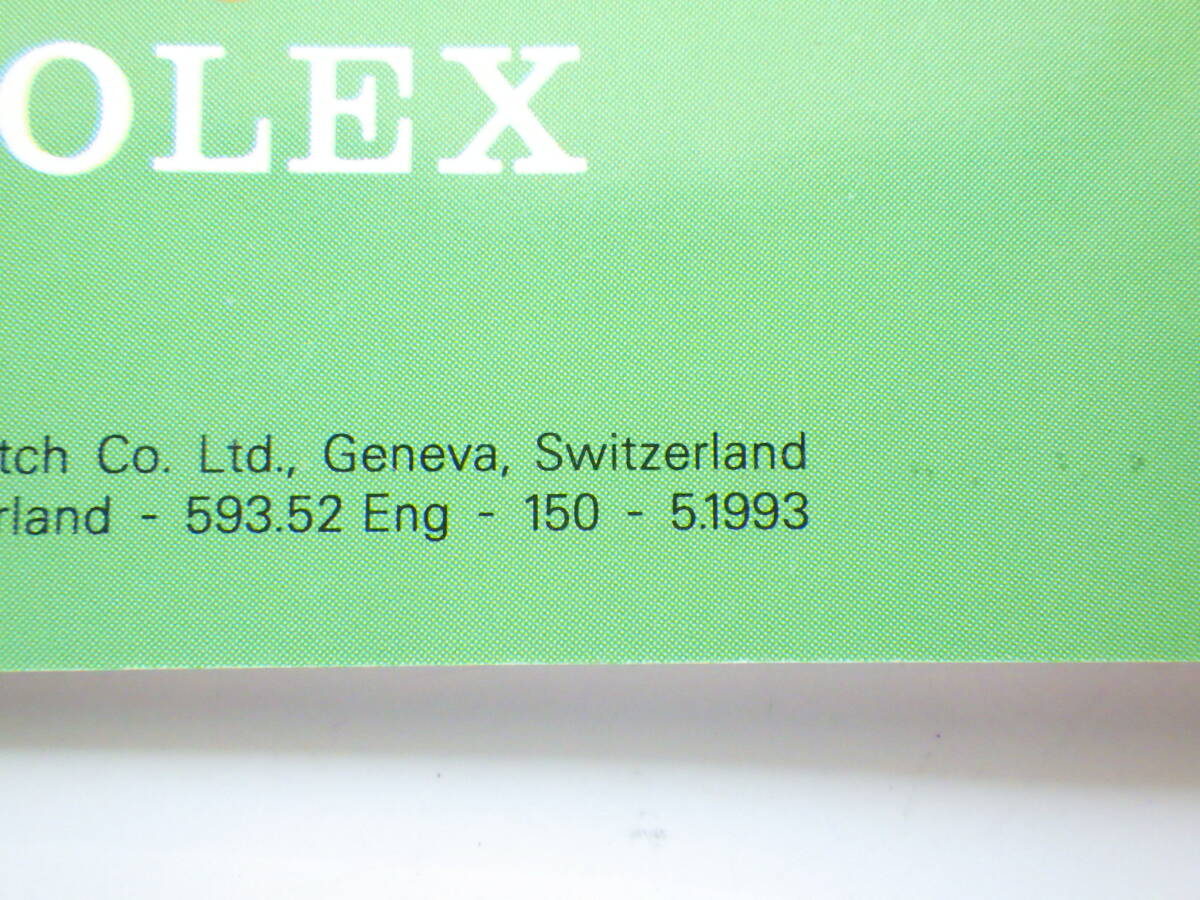 OLEX
tch Co. Ltd., Geneva, Switzerland
rland - 593.52 Eng - 150 - 5.1993